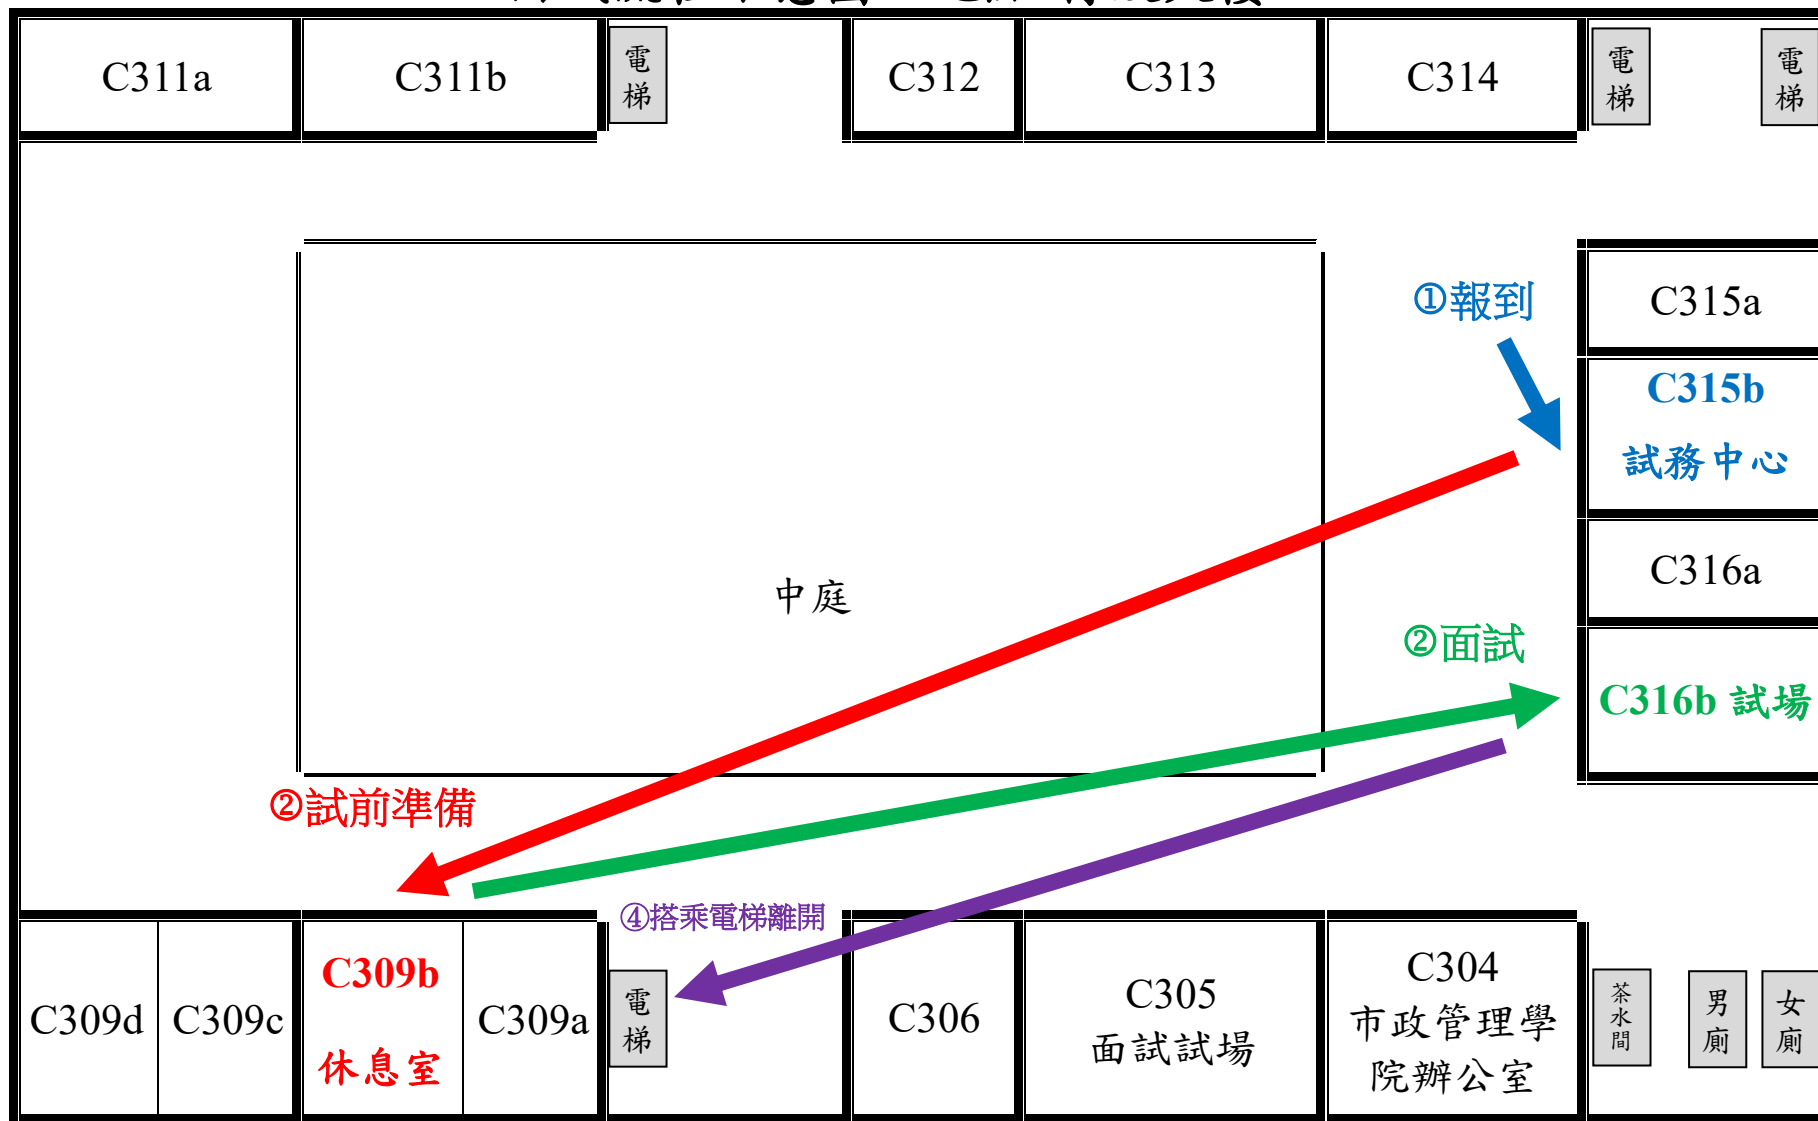 C311a
C311b
電梯
C312
C313
C314
電梯
電梯
①報到
C315a
C315b
試務中心
中庭
C316a
②面試
C316b 試場
②試前準備
④搭乘電梯離開
C309d
C309c
C309b
休息室
C309a
電梯
C306
C305
面試試場
C304
市政管理學
院辦公室
茶水間
男廁
女廁